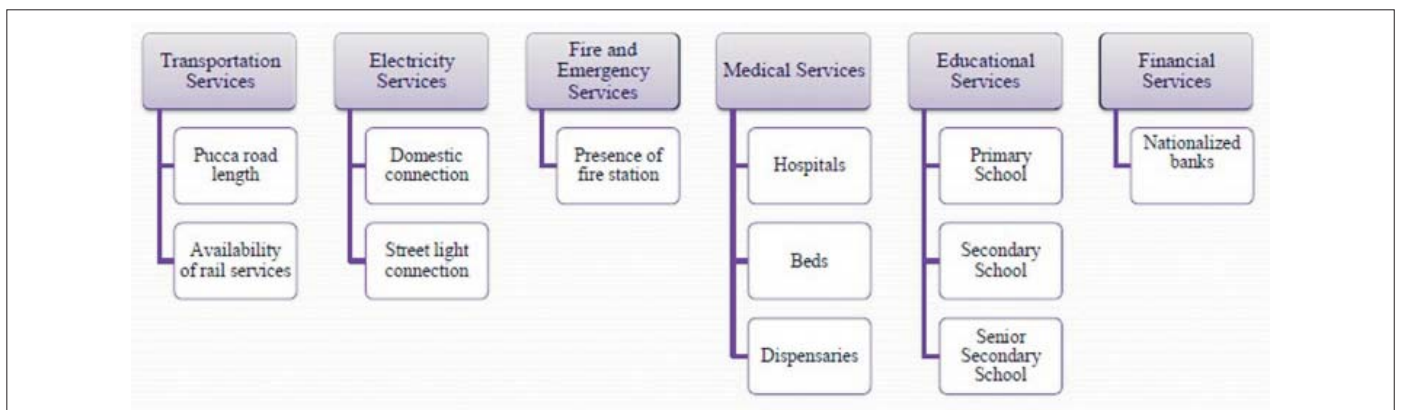 Transportation
Services
Pucca road
length
Availability
of rail services
Electricity
Services
Domestic
connection
Street light
connection
Fire and
Emergency
Services
Presence of
fire station
Medical Services
Hospitals
Beds
Dispensaries
Educational
Services
Primary
School
Secondary
School
Senior
Secondary
School
Financial
Services
Nationalized
banks